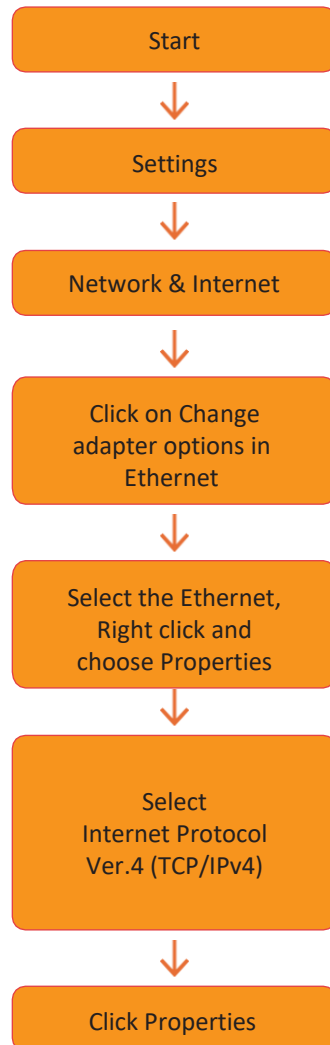 Start
Settings
Network & Internet
Click on Change
adapter options in
Ethernet
Select the Ethernet,
Right click and
choose Properties
Select
Internet Protocol
Ver.4 (TCP/IPv4)
Click Properties